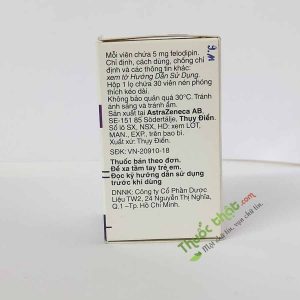 Mỗi viên chứa 5 mg felodipin.
Chỉ định, cách dùng, chống chỉ
định và các thông tin khác:
xem tờ Hướng Dẫn Sử Dụng.
Hộp 1 lọ chứa 30 viên nén phóng
thích kéo dài.
Không bảo quản quá 30°C. Tránh
ánh sáng và tránh ẩm.
Sản xuất tại AstraZeneca AB,
SE-151 85 Södertälje, Thụy Điển.
Số lô SX, NSX, HD: xem LOT,
MAN., EXP., trên bao bì.
Xuất xứ: Thụy Điển.
SĐK: VN-20910-18
Thuốc bán theo đơn.
Để xa tầm tay trẻ em.
Đọc kỹ hướng dẫn sử dụng
trước khi dùng
DNNK: Công ty Cổ Phần Dược
Liệu TW2, 24 Nguyễn Thị Nghĩa,
Q.1 –Tp. Hồ Chí Minh.
Thuốc that.com